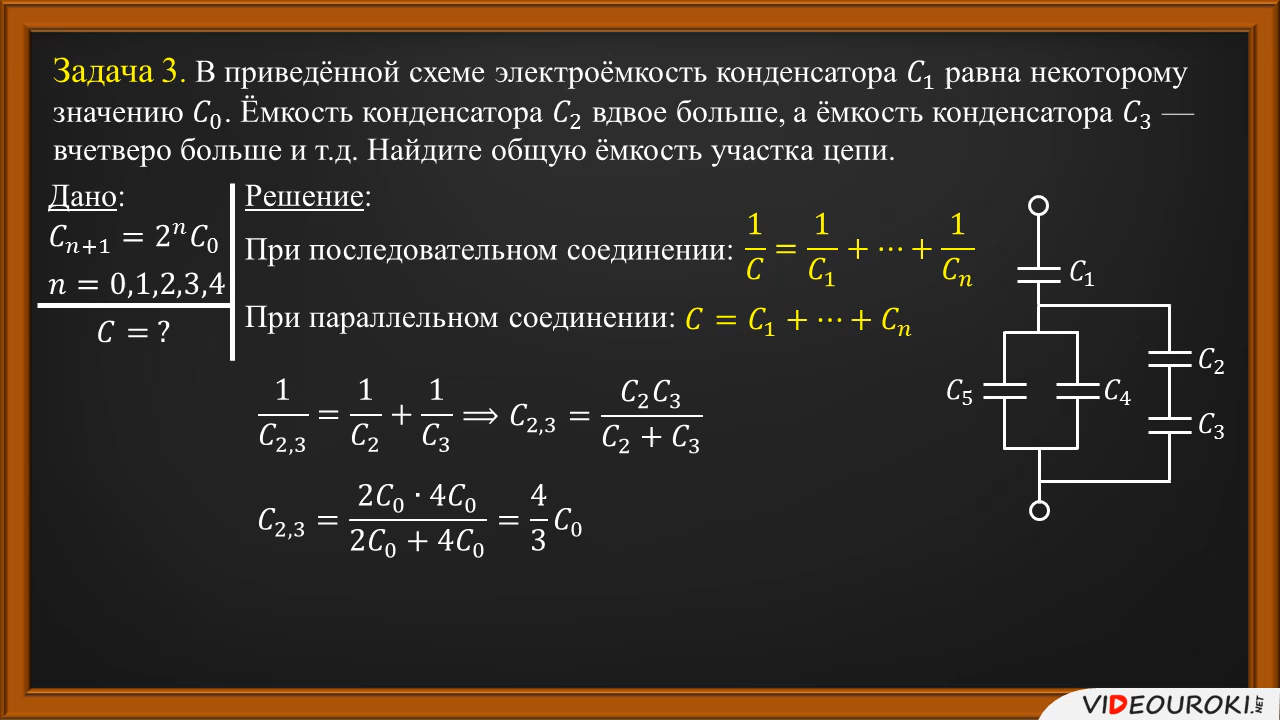 Задача 3. В приведённой схеме электроёмкость конденсатора C₁ равна некоторому
значению C₀. Ёмкость конденсатора C₂ вдвое больше, а ёмкость конденсатора C₃ —
вчетверо больше и т.д. Найдите общую ёмкость участка цепи.
Дано:
Cₙ₊₁ = 2ⁿC₀
n = 0,1,2,3,4
C = ?
Решение:
При последовательном соединении: 1/C = 1/C₁ + ⋯ + 1/Cₙ
При параллельном соединении: C = C₁ + ⋯ + Cₙ
1/C₂,₃ = 1/C₂ + 1/C₃ ⟹ C₂,₃ = C₂C₃/(C₂ + C₃)
C₂,₃ = (2C₀ · 4C₀)/(2C₀ + 4C₀) = 4/3 C₀
C₁
C₂
C₅
C₄
C₃
VIDEOUROKI.NET